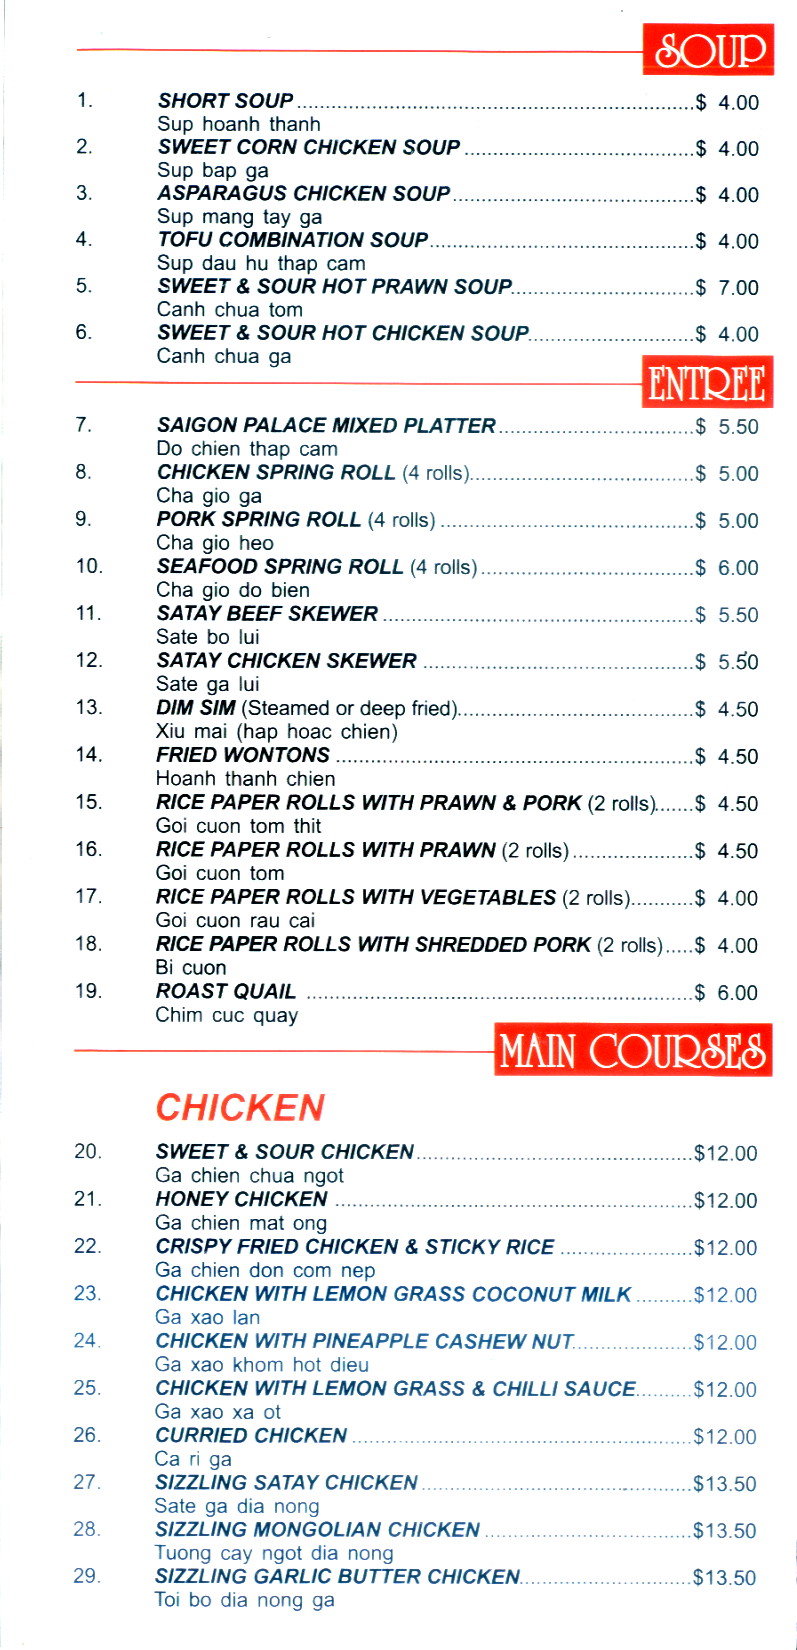 SOUP
1. SHORT SOUP ........ $ 4.00
Sup hoanh thanh
2. SWEET CORN CHICKEN SOUP ........ $ 4.00
Sup bap ga
3. ASPARAGUS CHICKEN SOUP ........ $ 4.00
Sup mang tay ga
4. TOFU COMBINATION SOUP ........ $ 4.00
Sup dau hu thap cam
5. SWEET & SOUR HOT PRAWN SOUP ........ $ 7.00
Canh chua tom
6. SWEET & SOUR HOT CHICKEN SOUP ........ $ 4.00
Canh chua ga
ENTREE
7. SAIGON PALACE MIXED PLATTER ........ $ 5.50
Do chien thap cam
8. CHICKEN SPRING ROLL (4 rolls) ........ $ 5.00
Cha gio ga
9. PORK SPRING ROLL (4 rolls) ........ $ 5.00
Cha gio heo
10. SEAFOOD SPRING ROLL (4 rolls) ........ $ 6.00
Cha gio do bien
11. SATAY BEEF SKEWER ........ $ 5.50
Sate bo lui
12. SATAY CHICKEN SKEWER ........ $ 5.50
Sate ga lui
13. DIM SIM (Steamed or deep fried) ........ $ 4.50
Xiu mai (hap hoac chien)
14. FRIED WONTONS ........ $ 4.50
Hoanh thanh chien
15. RICE PAPER ROLLS WITH PRAWN & PORK (2 rolls) ........ $ 4.50
Goi cuon tom thit
16. RICE PAPER ROLLS WITH PRAWN (2 rolls) ........ $ 4.50
Goi cuon tom
17. RICE PAPER ROLLS WITH VEGETABLES (2 rolls) ........ $ 4.00
Goi cuon rau cai
18. RICE PAPER ROLLS WITH SHREDDED PORK (2 rolls) ..... $ 4.00
Bi cuon
19. ROAST QUAIL ........ $ 6.00
Chim cuc quay
MAIN COURSES
CHICKEN
20. SWEET & SOUR CHICKEN ........ $12.00
Ga chien chua ngot
21. HONEY CHICKEN ........ $12.00
Ga chien mat ong
22. CRISPY FRIED CHICKEN & STICKY RICE ........ $12.00
Ga chien don com nep
23. CHICKEN WITH LEMON GRASS COCONUT MILK ........ $12.00
Ga xao lan
24. CHICKEN WITH PINEAPPLE CASHEW NUT ........ $12.00
Ga xao khom hot dieu
25. CHICKEN WITH LEMON GRASS & CHILLI SAUCE ........ $12.00
Ga xao xa ot
26. CURRIED CHICKEN ........ $12.00
Ca ri ga
27. SIZZLING SATAY CHICKEN ........ $13.50
Sate ga dia nong
28. SIZZLING MONGOLIAN CHICKEN ........ $13.50
Tuong cay ngot dia nong
29. SIZZLING GARLIC BUTTER CHICKEN ........ $13.50
Toi bo dia nong ga